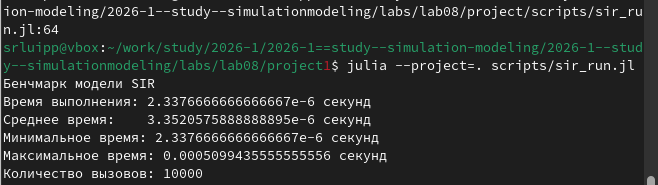 ion-modeling/2026-1--study--simulationmodeling/labs/lab08/project/scripts/sir_ru
n.jl:64
srluipp@vbox:~/work/study/2026-1/2026-1==study--simulation-modeling/2026-1--stud
y--simulationmodeling/labs/lab08/project1$ julia --project=. scripts/sir_run.jl
Бенчмарк модели SIR
Время выполнения: 2.3376666666666667e-6 секунд
Среднее время:    3.3520575888888895e-6 секунд
Минимальное время: 2.3376666666666667e-6 секунд
Максимальное время: 0.0005099435555555556 секунд
Количество вызовов: 10000